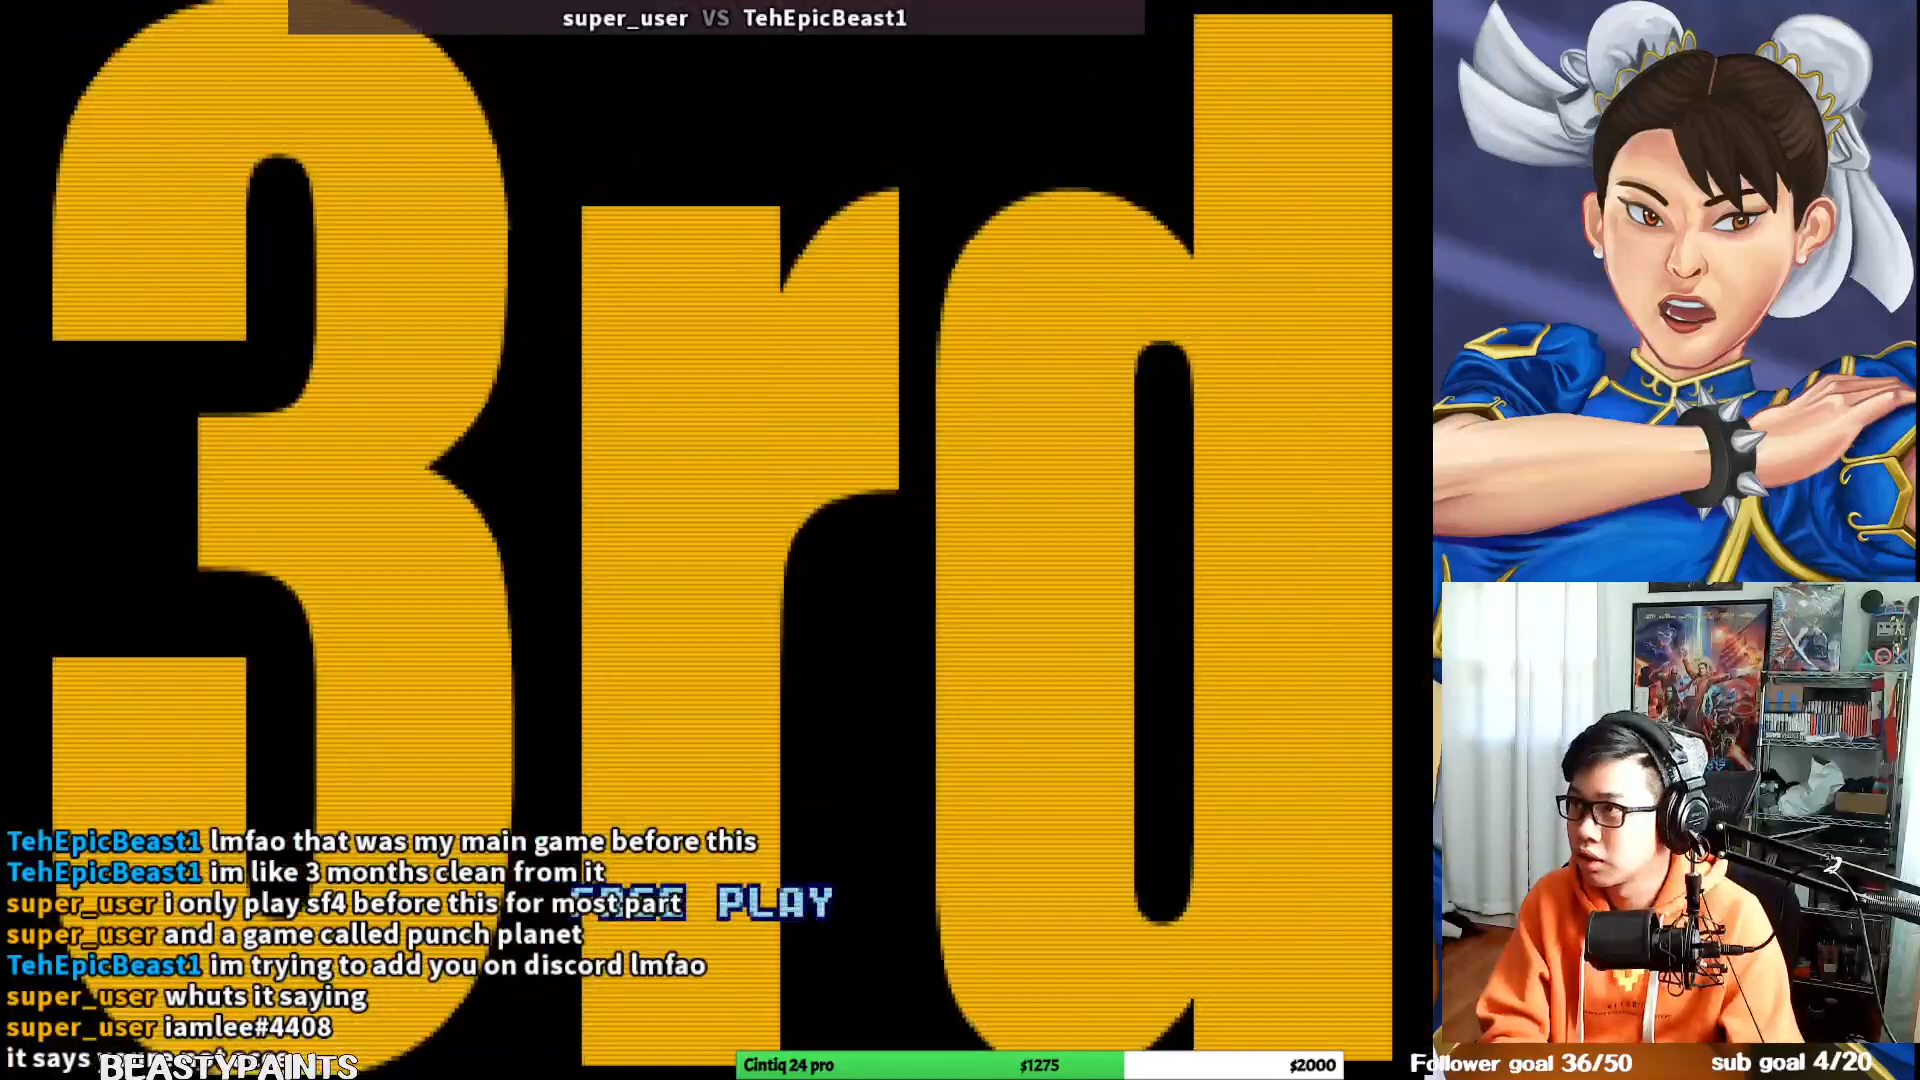 super_user VS TehEpicBeast1
3rd
TehEpicBeast1 lmfao that was my main game before this
TehEpicBeast1 im like 3 months clean from it
super_user i only play sf4 before this for most part
PLAY
super_user and a game called punch planet
TehEpicBeast1 im trying to add you on discord lmfao
super_user whuts it saying
super_user iamlee#4408
it says
BEASTYPAINTS
Cintiq 24 pro $1275 $2000
Follower goal 36/50 sub goal 4/20